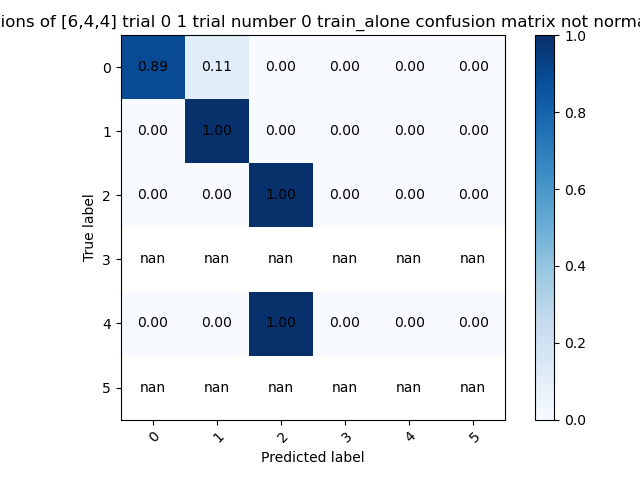 tions of [6,4,4] trial 0 1 trial number 0 train_alone confusion matrix not norma
0 0.89 0.11 0.00 0.00 0.00 0.00
1 0.00 1.00 0.00 0.00 0.00 0.00
2 0.00 0.00 1.00 0.00 0.00 0.00
3 nan nan nan nan nan nan
4 0.00 0.00 1.00 0.00 0.00 0.00
5 nan nan nan nan nan nan
0 1 2 3 4 5
True label
Predicted label
1.0
0.8
0.6
0.4
0.2
0.0